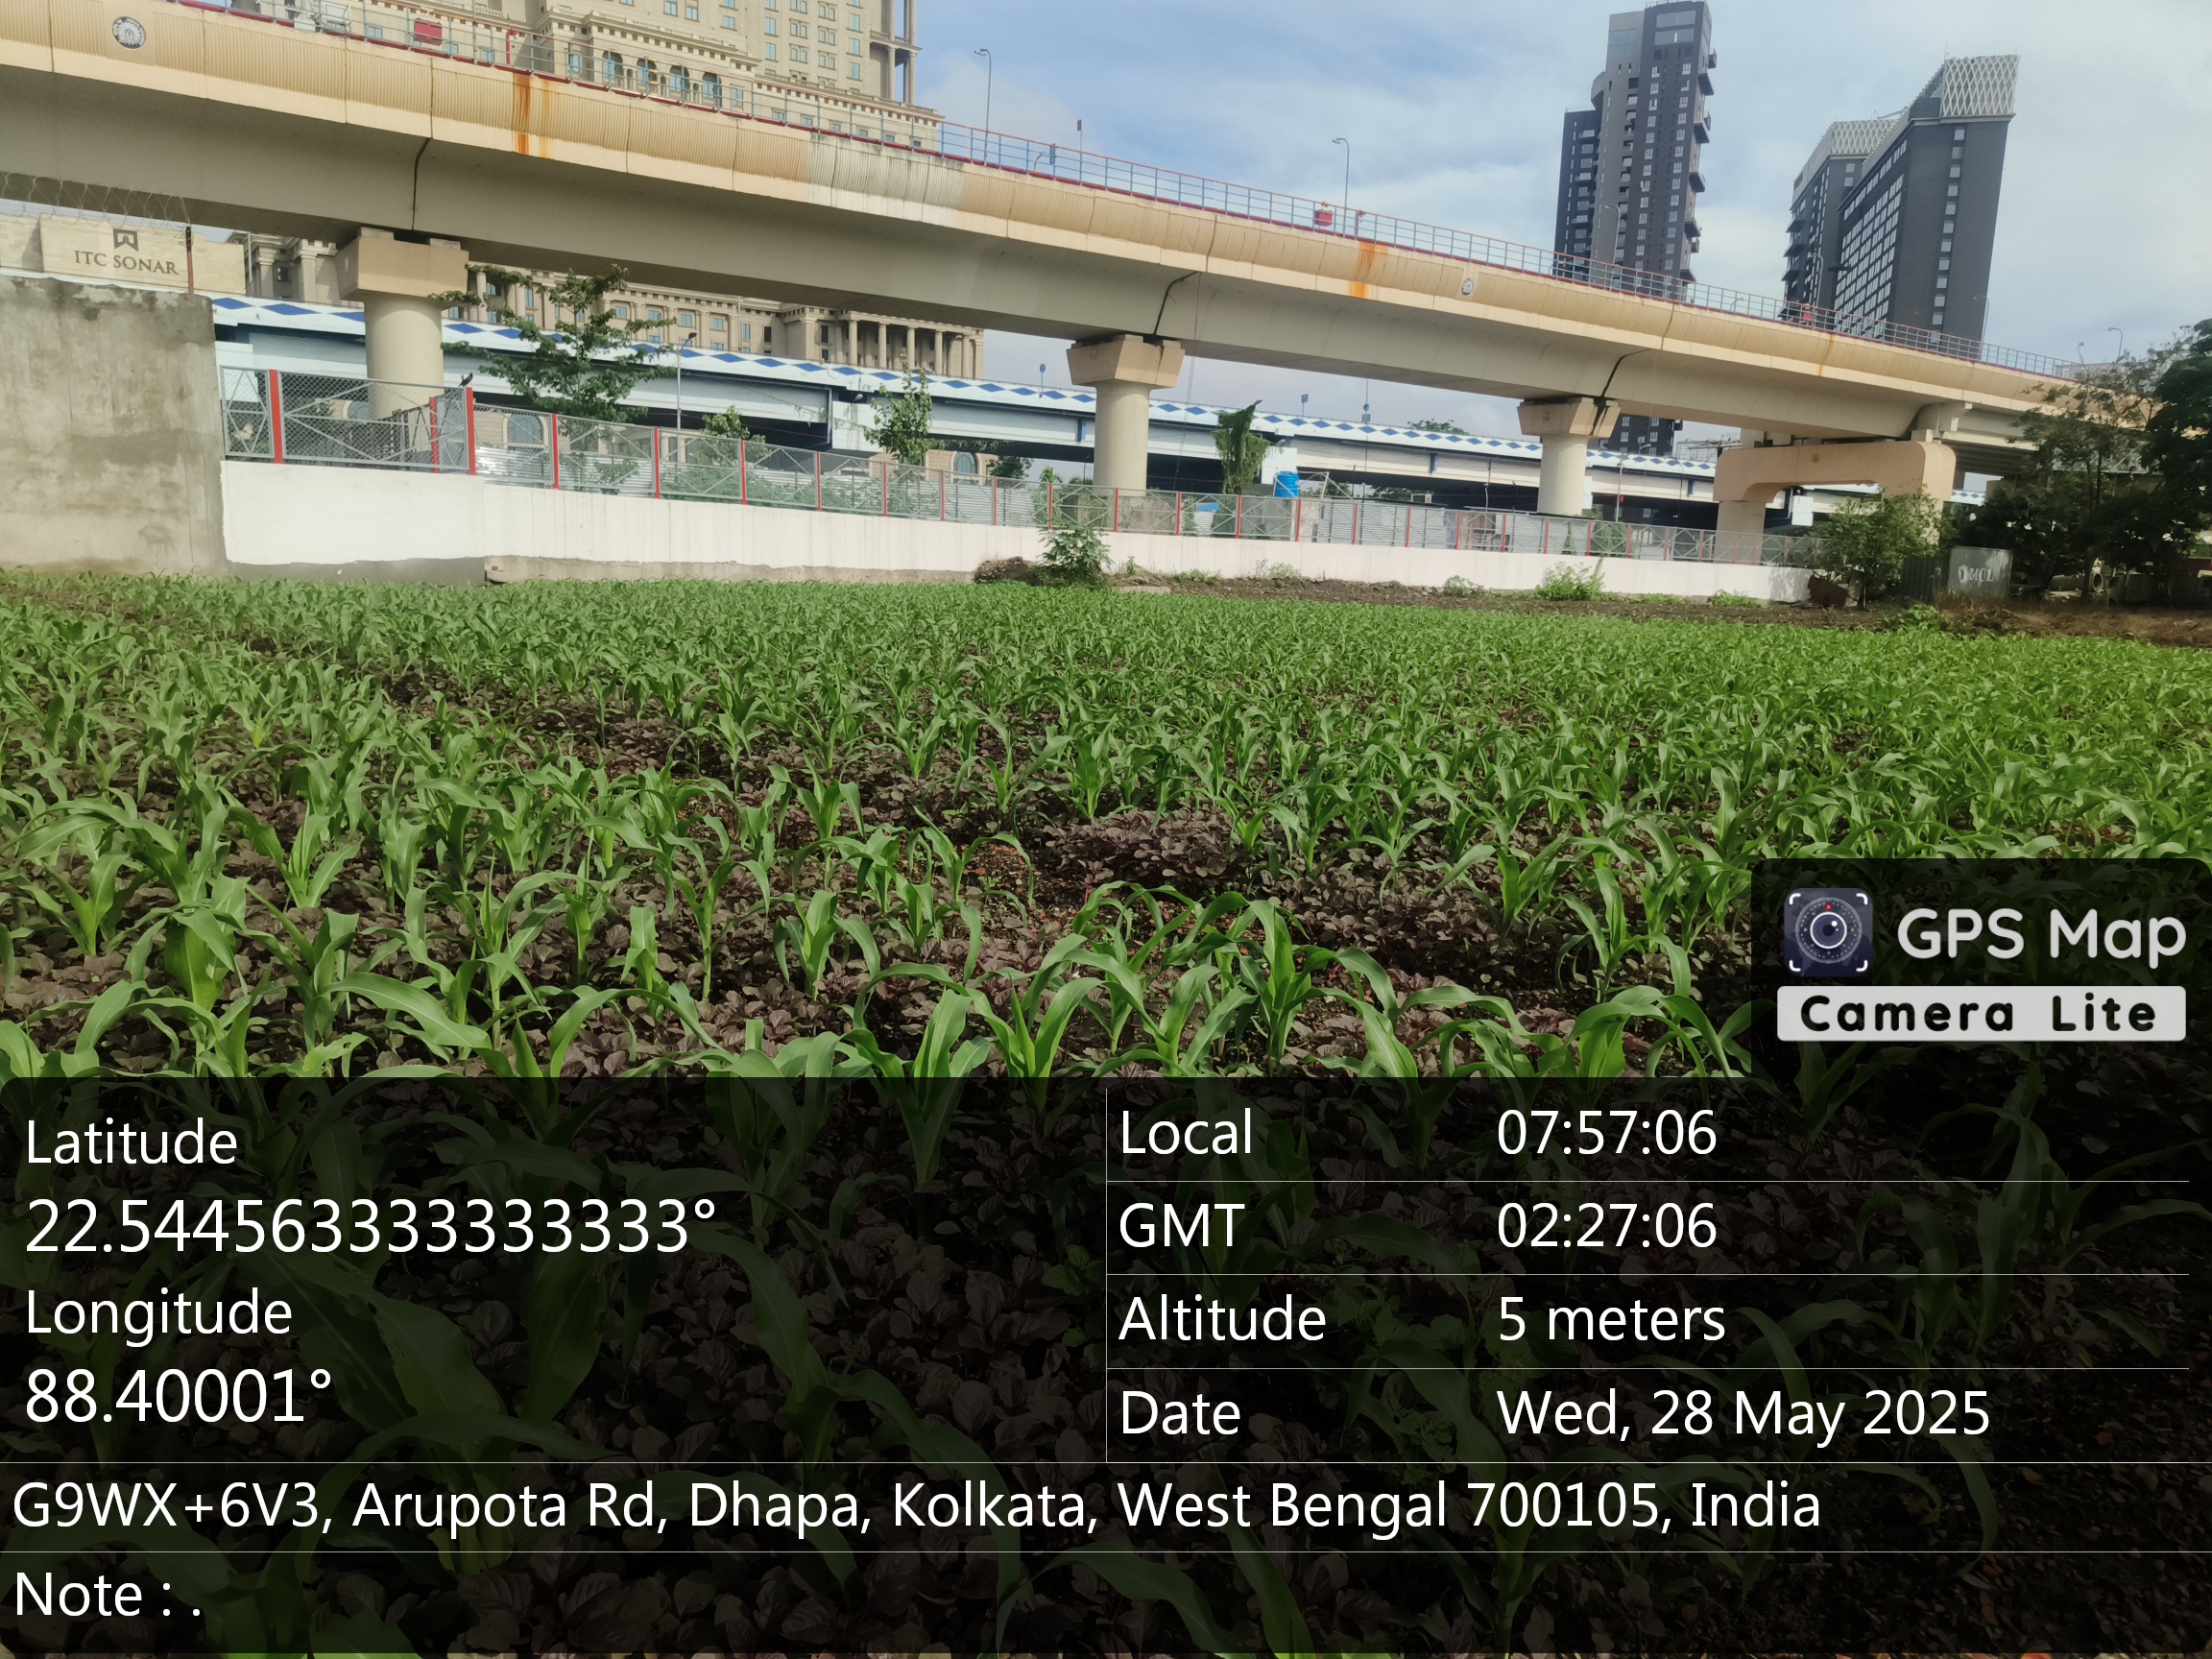 ITC SONAR
GPS Map
Camera Lite
Latitude
22.544563333333333°
Longitude
88.40001°
Local 07:57:06
GMT 02:27:06
Altitude 5 meters
Date Wed, 28 May 2025
G9WX+6V3, Arupota Rd, Dhapa, Kolkata, West Bengal 700105, India
Note : .